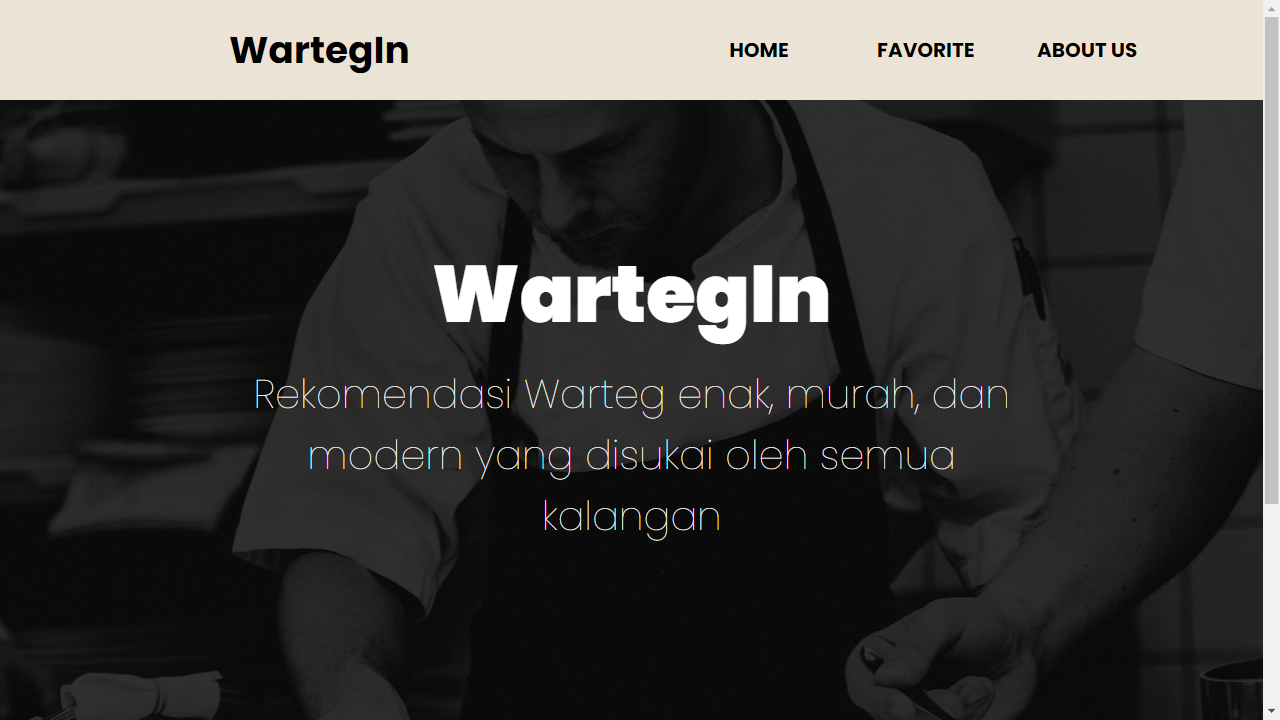 WartegIn
HOME FAVORITE ABOUT US
WartegIn
Rekomendasi Warteg enak, murah, dan
modern yang disukai oleh semua
kalangan